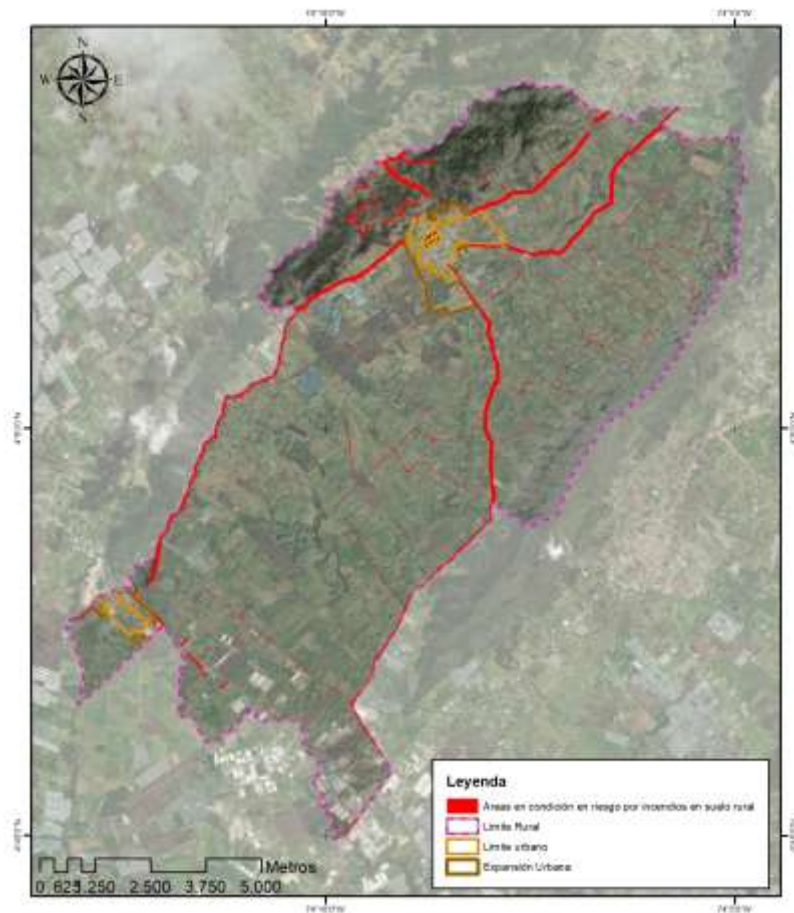 N
W E
S
Leyenda
Areas en condición en riesgo por incendios en suelo rural
Limite Rural
Limite urbano
Expansión Urbana
Metros
0 625 1.250 2.500 3.750 5.000